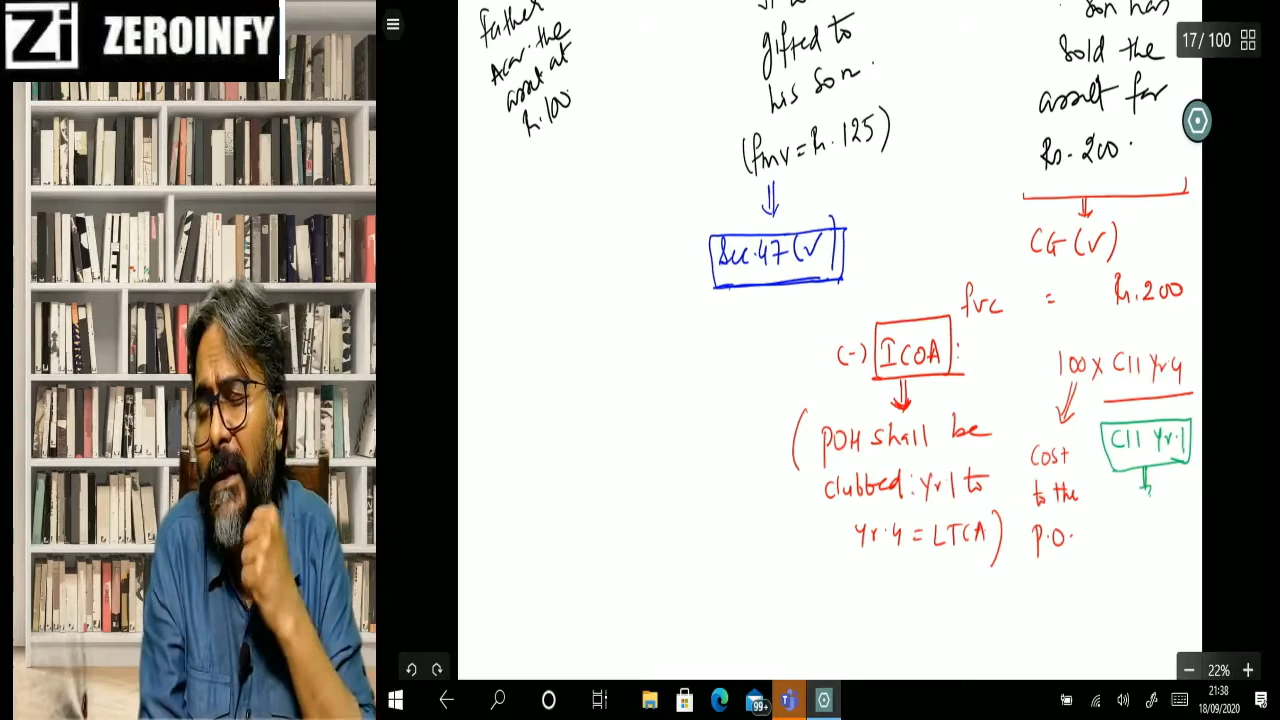 Zi ZEROINFY
father
Acqr. the
asset at
Rs.100
gifted to
his Son.
(fmv = Rs. 125)
Sec. 47(v)
Son has
Sold the
asset for
Rs. 200.
CG (√)
fvc = Rs. 200
(-) ICOA : 100 x CII Yr 4
CII Yr. 1
(POH shall be
clubbed: Yr 1 to
Yr. 4 = LTCA)
Cost
to the
P.O.
17 / 100
22%
99+
21:38
18/09/2020